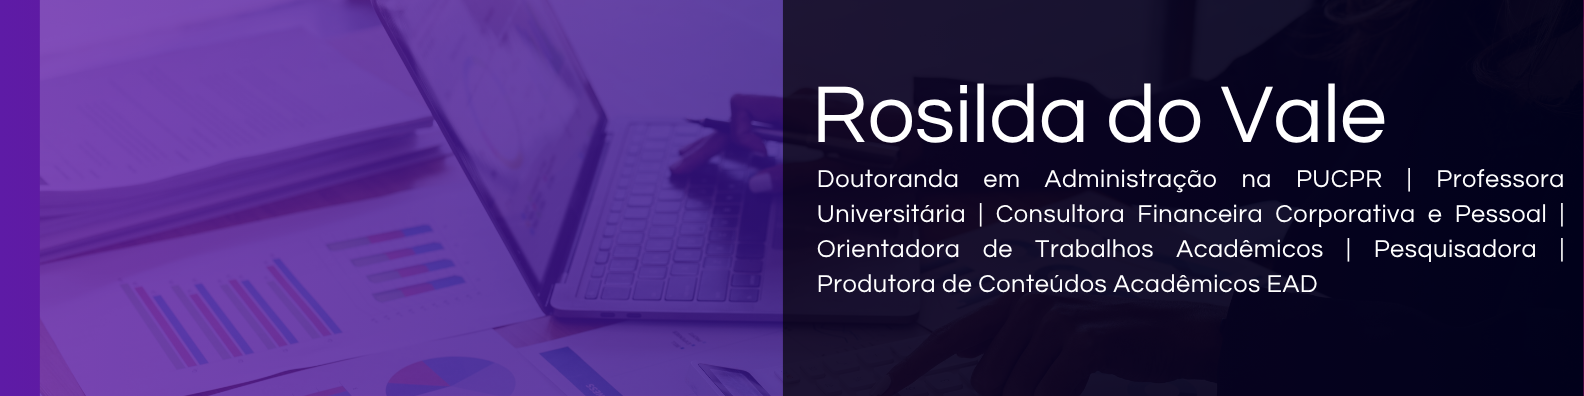 Rosilda do Vale
Doutoranda em Administração na PUCPR | Professora
Universitária | Consultora Financeira Corporativa e Pessoal |
Orientadora de Trabalhos Acadêmicos | Pesquisadora |
Produtora de Conteúdos Acadêmicos EAD